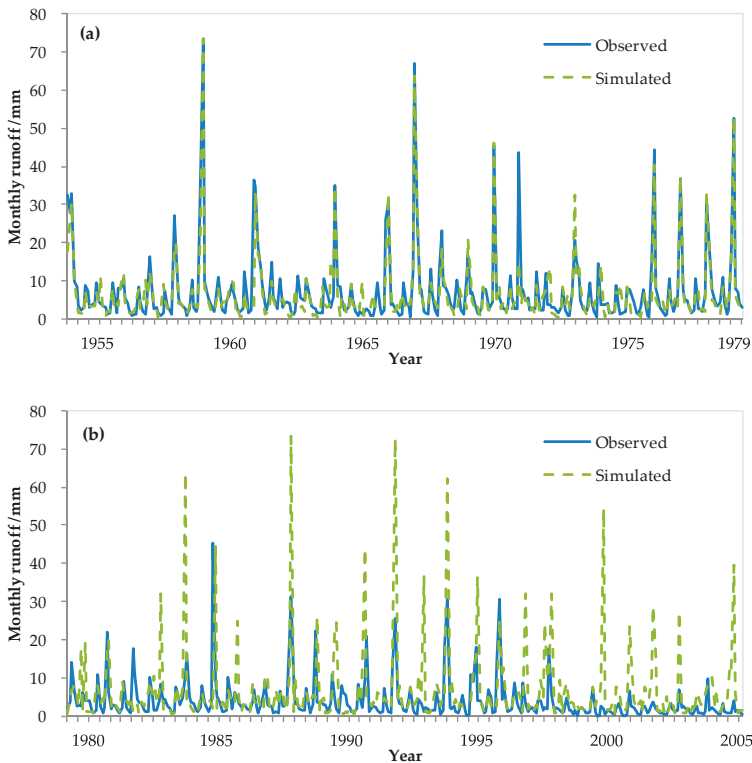 (a)
Observed
Simulated
Monthly runoff/mm
80
70
60
50
40
30
20
10
0
1955 1960 1965 1970 1975 1979
Year
(b)
Observed
Simulated
Monthly runoff/mm
80
70
60
50
40
30
20
10
0
1980 1985 1990 1995 2000 2005
Year